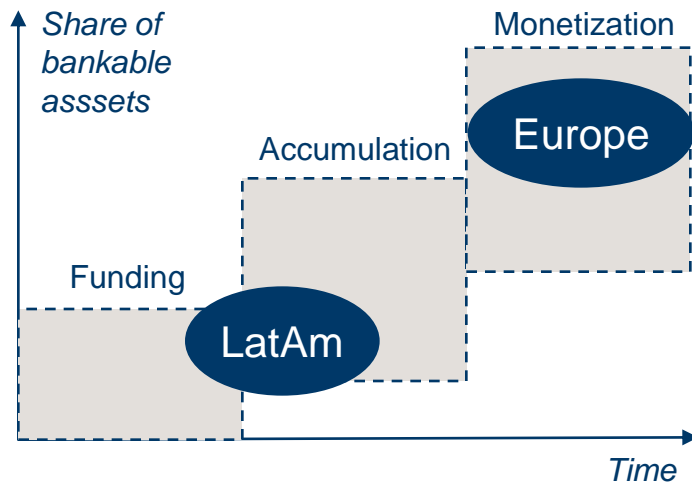 Share of
bankable
asssets
Monetization
Europe
Accumulation
Funding
LatAm
Time